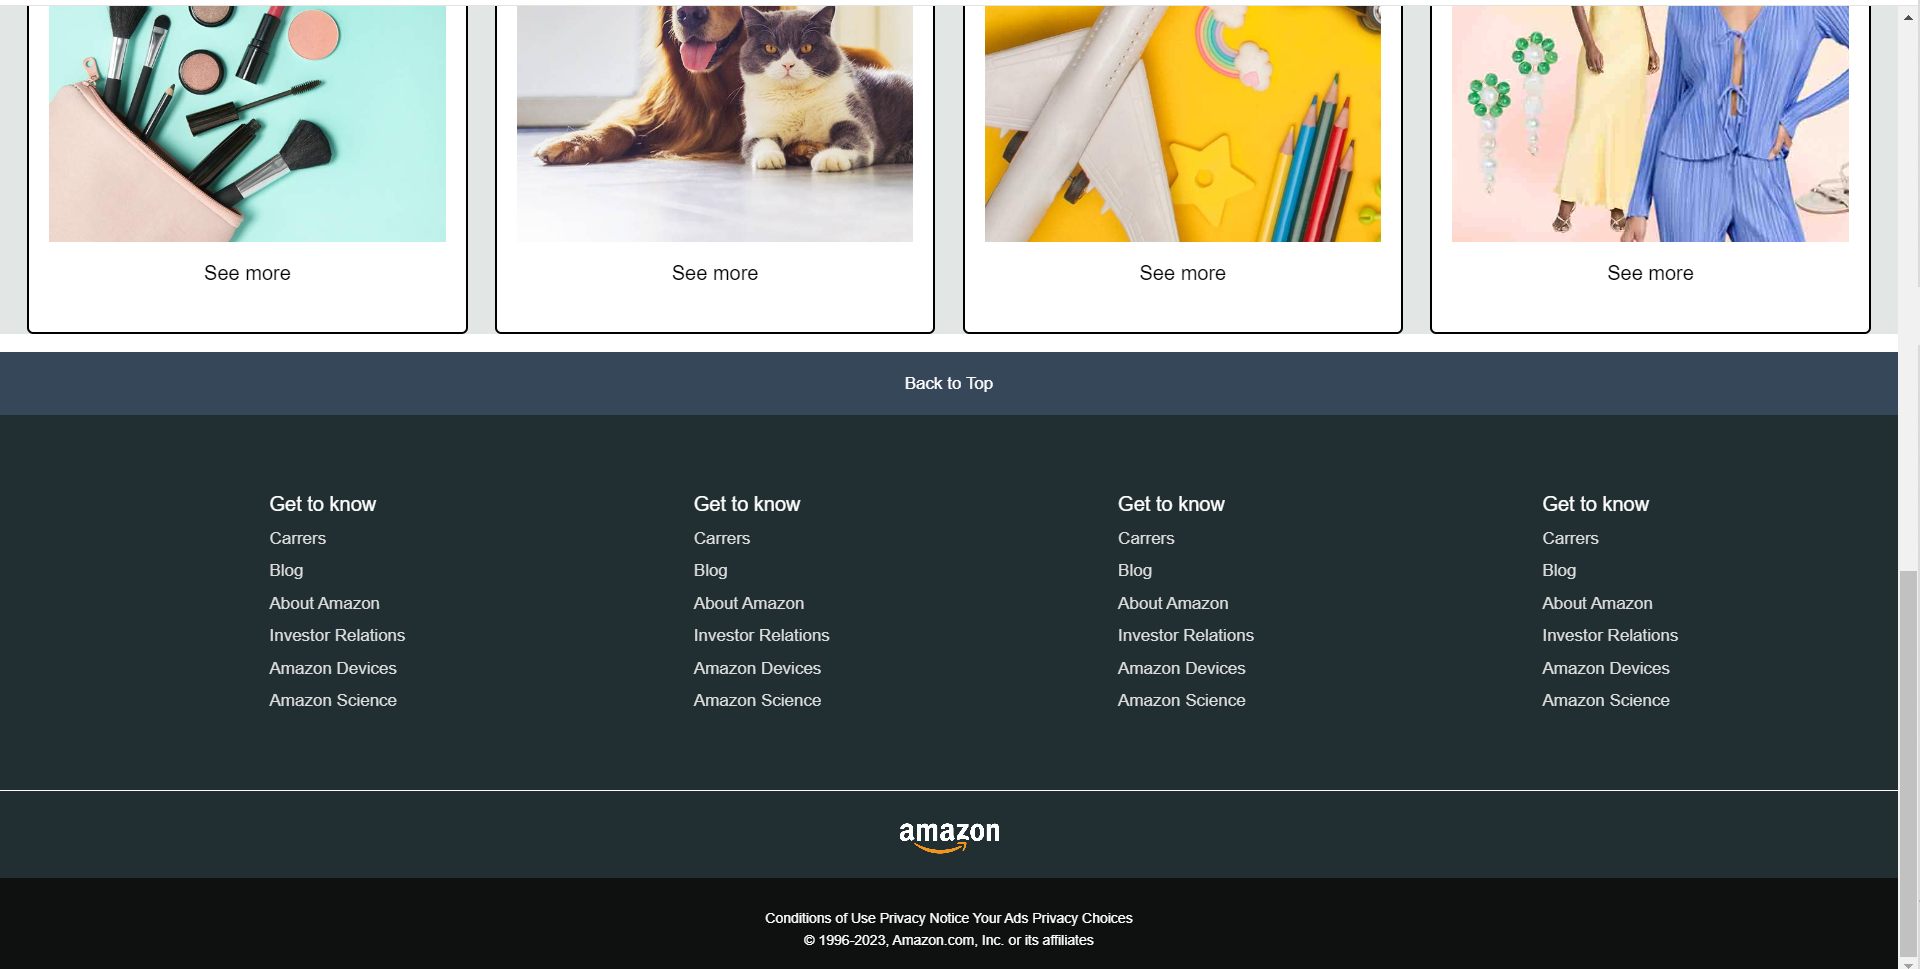 See more
See more
See more
See more
Back to Top
Get to know
Carrers
Blog
About Amazon
Investor Relations
Amazon Devices
Amazon Science
Get to know
Carrers
Blog
About Amazon
Investor Relations
Amazon Devices
Amazon Science
Get to know
Carrers
Blog
About Amazon
Investor Relations
Amazon Devices
Amazon Science
Get to know
Carrers
Blog
About Amazon
Investor Relations
Amazon Devices
Amazon Science
amazon
Conditions of Use Privacy Notice Your Ads Privacy Choices
© 1996-2023, Amazon.com, Inc. or its affiliates